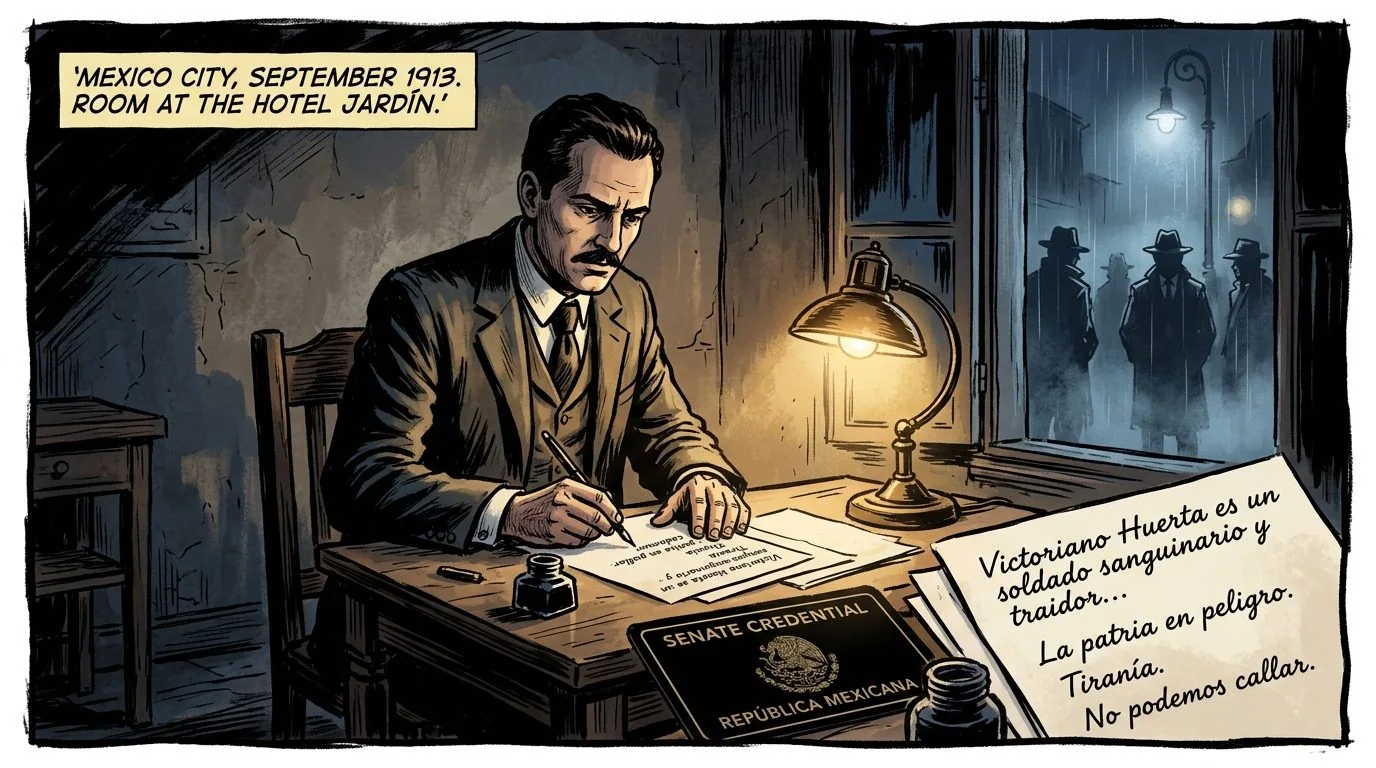 'MEXICO CITY, SEPTEMBER 1913.
ROOM AT THE HOTEL JARDÍN.'
SENATE CREDENTIAL
REPÚBLICA MEXICANA
Victoriano Huerta es un
soldado sanguinario y
traidor...
La patria en peligro.
Tiranía.
No podemos callar.